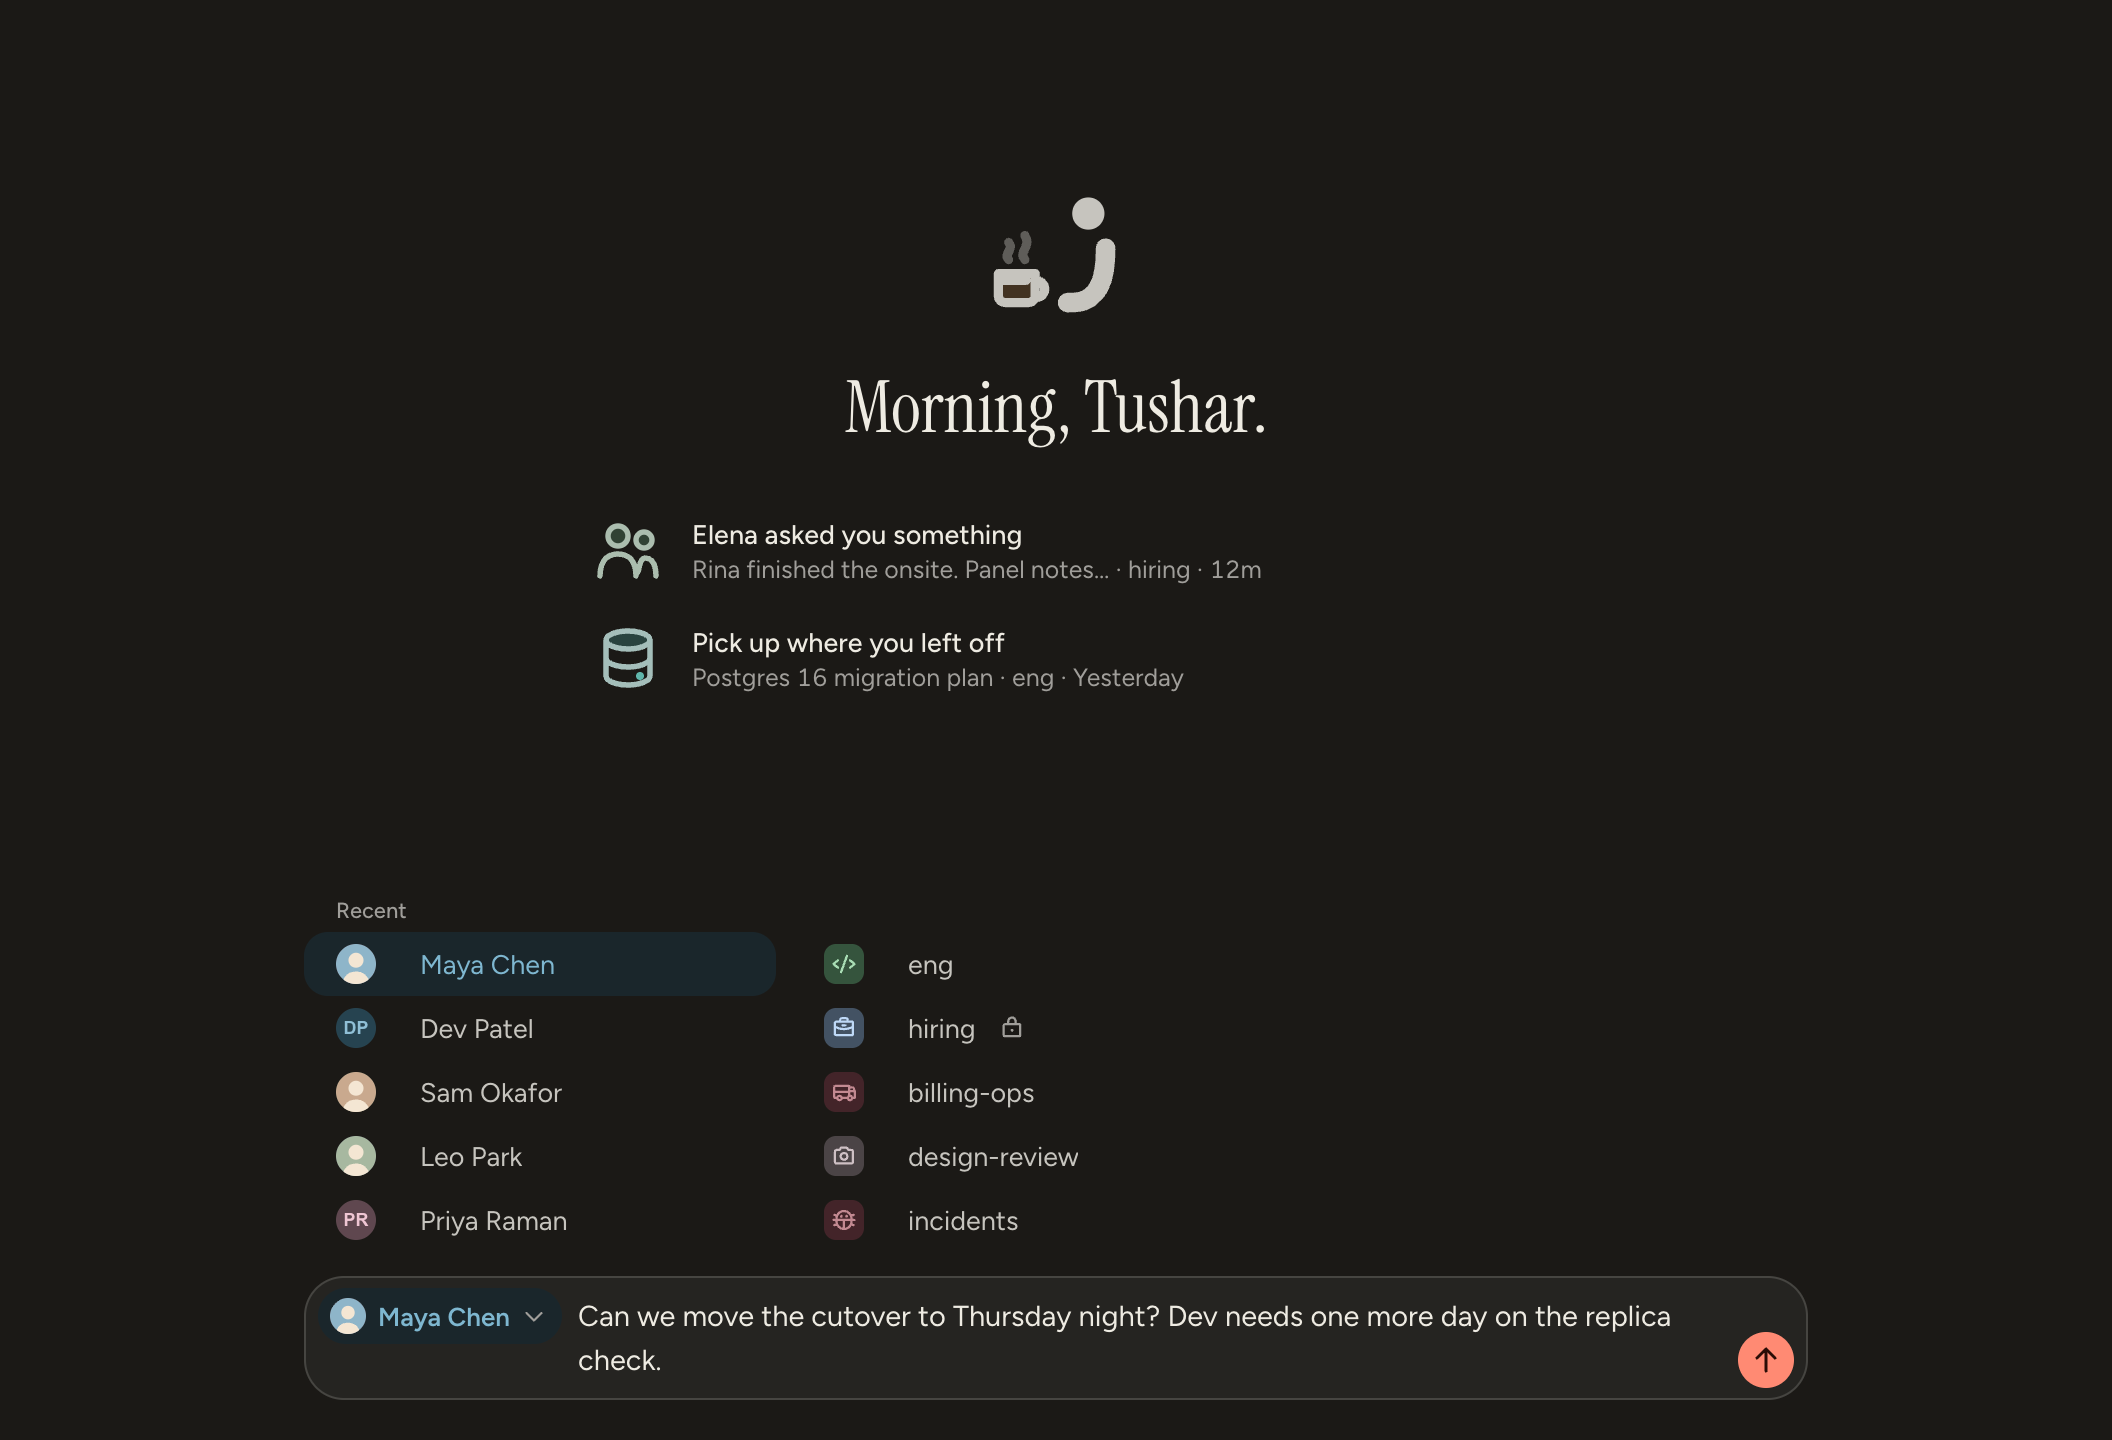 Morning, Tushar.
Elena asked you something
Rina finished the onsite. Panel notes... · hiring · 12m
Pick up where you left off
Postgres 16 migration plan · eng · Yesterday
Recent
Maya Chen
DP Dev Patel
Sam Okafor
Leo Park
PR Priya Raman
eng
hiring
billing-ops
design-review
incidents
Maya Chen
Can we move the cutover to Thursday night? Dev needs one more day on the replica
check.